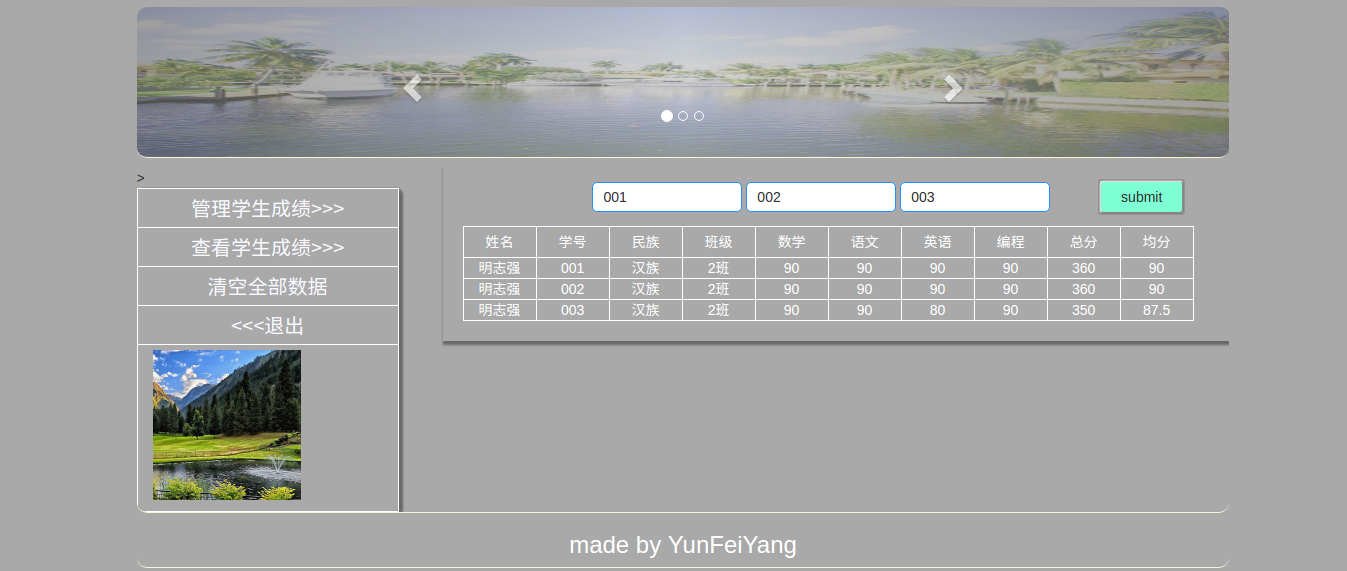 >
管理学生成绩>>>
查看学生成绩>>>
清空全部数据
<<<退出
001 002 003 submit
姓名 学号 民族 班级 数学 语文 英语 编程 总分 均分
明志强 001 汉族 2班 90 90 90 90 360 90
明志强 002 汉族 2班 90 90 90 90 360 90
明志强 003 汉族 2班 90 90 80 90 350 87.5
made by YunFeiYang